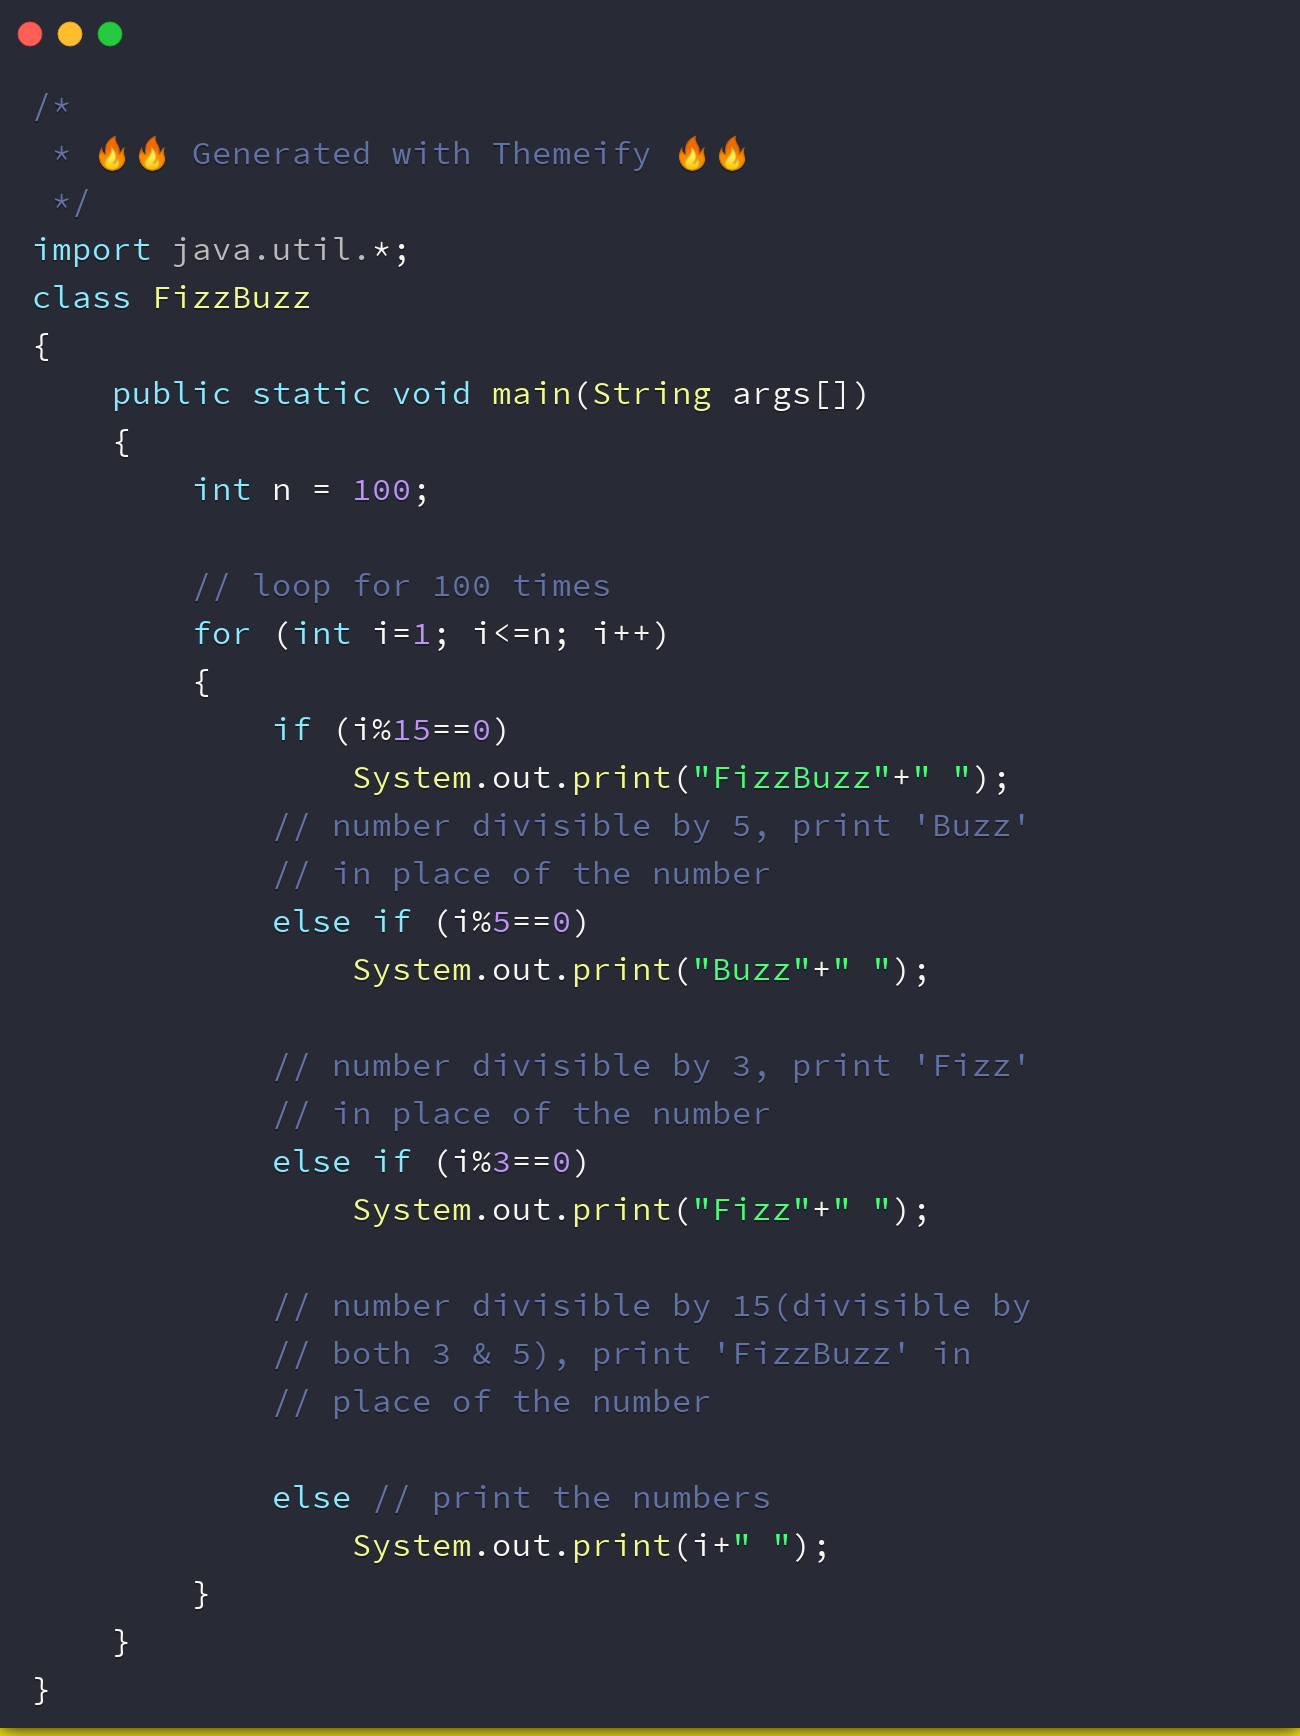 /*
 * 🔥🔥 Generated with Themeify 🔥🔥
 */
import java.util.*;
class FizzBuzz
{
    public static void main(String args[])
    {
        int n = 100;

        // loop for 100 times
        for (int i=1; i<=n; i++)
        {
            if (i%15==0)
                System.out.print("FizzBuzz"+" ");
            // number divisible by 5, print 'Buzz'
            // in place of the number
            else if (i%5==0)
                System.out.print("Buzz"+" ");

            // number divisible by 3, print 'Fizz'
            // in place of the number
            else if (i%3==0)
                System.out.print("Fizz"+" ");

            // number divisible by 15(divisible by
            // both 3 & 5), print 'FizzBuzz' in
            // place of the number

            else // print the numbers
                System.out.print(i+" ");
        }
    }
}